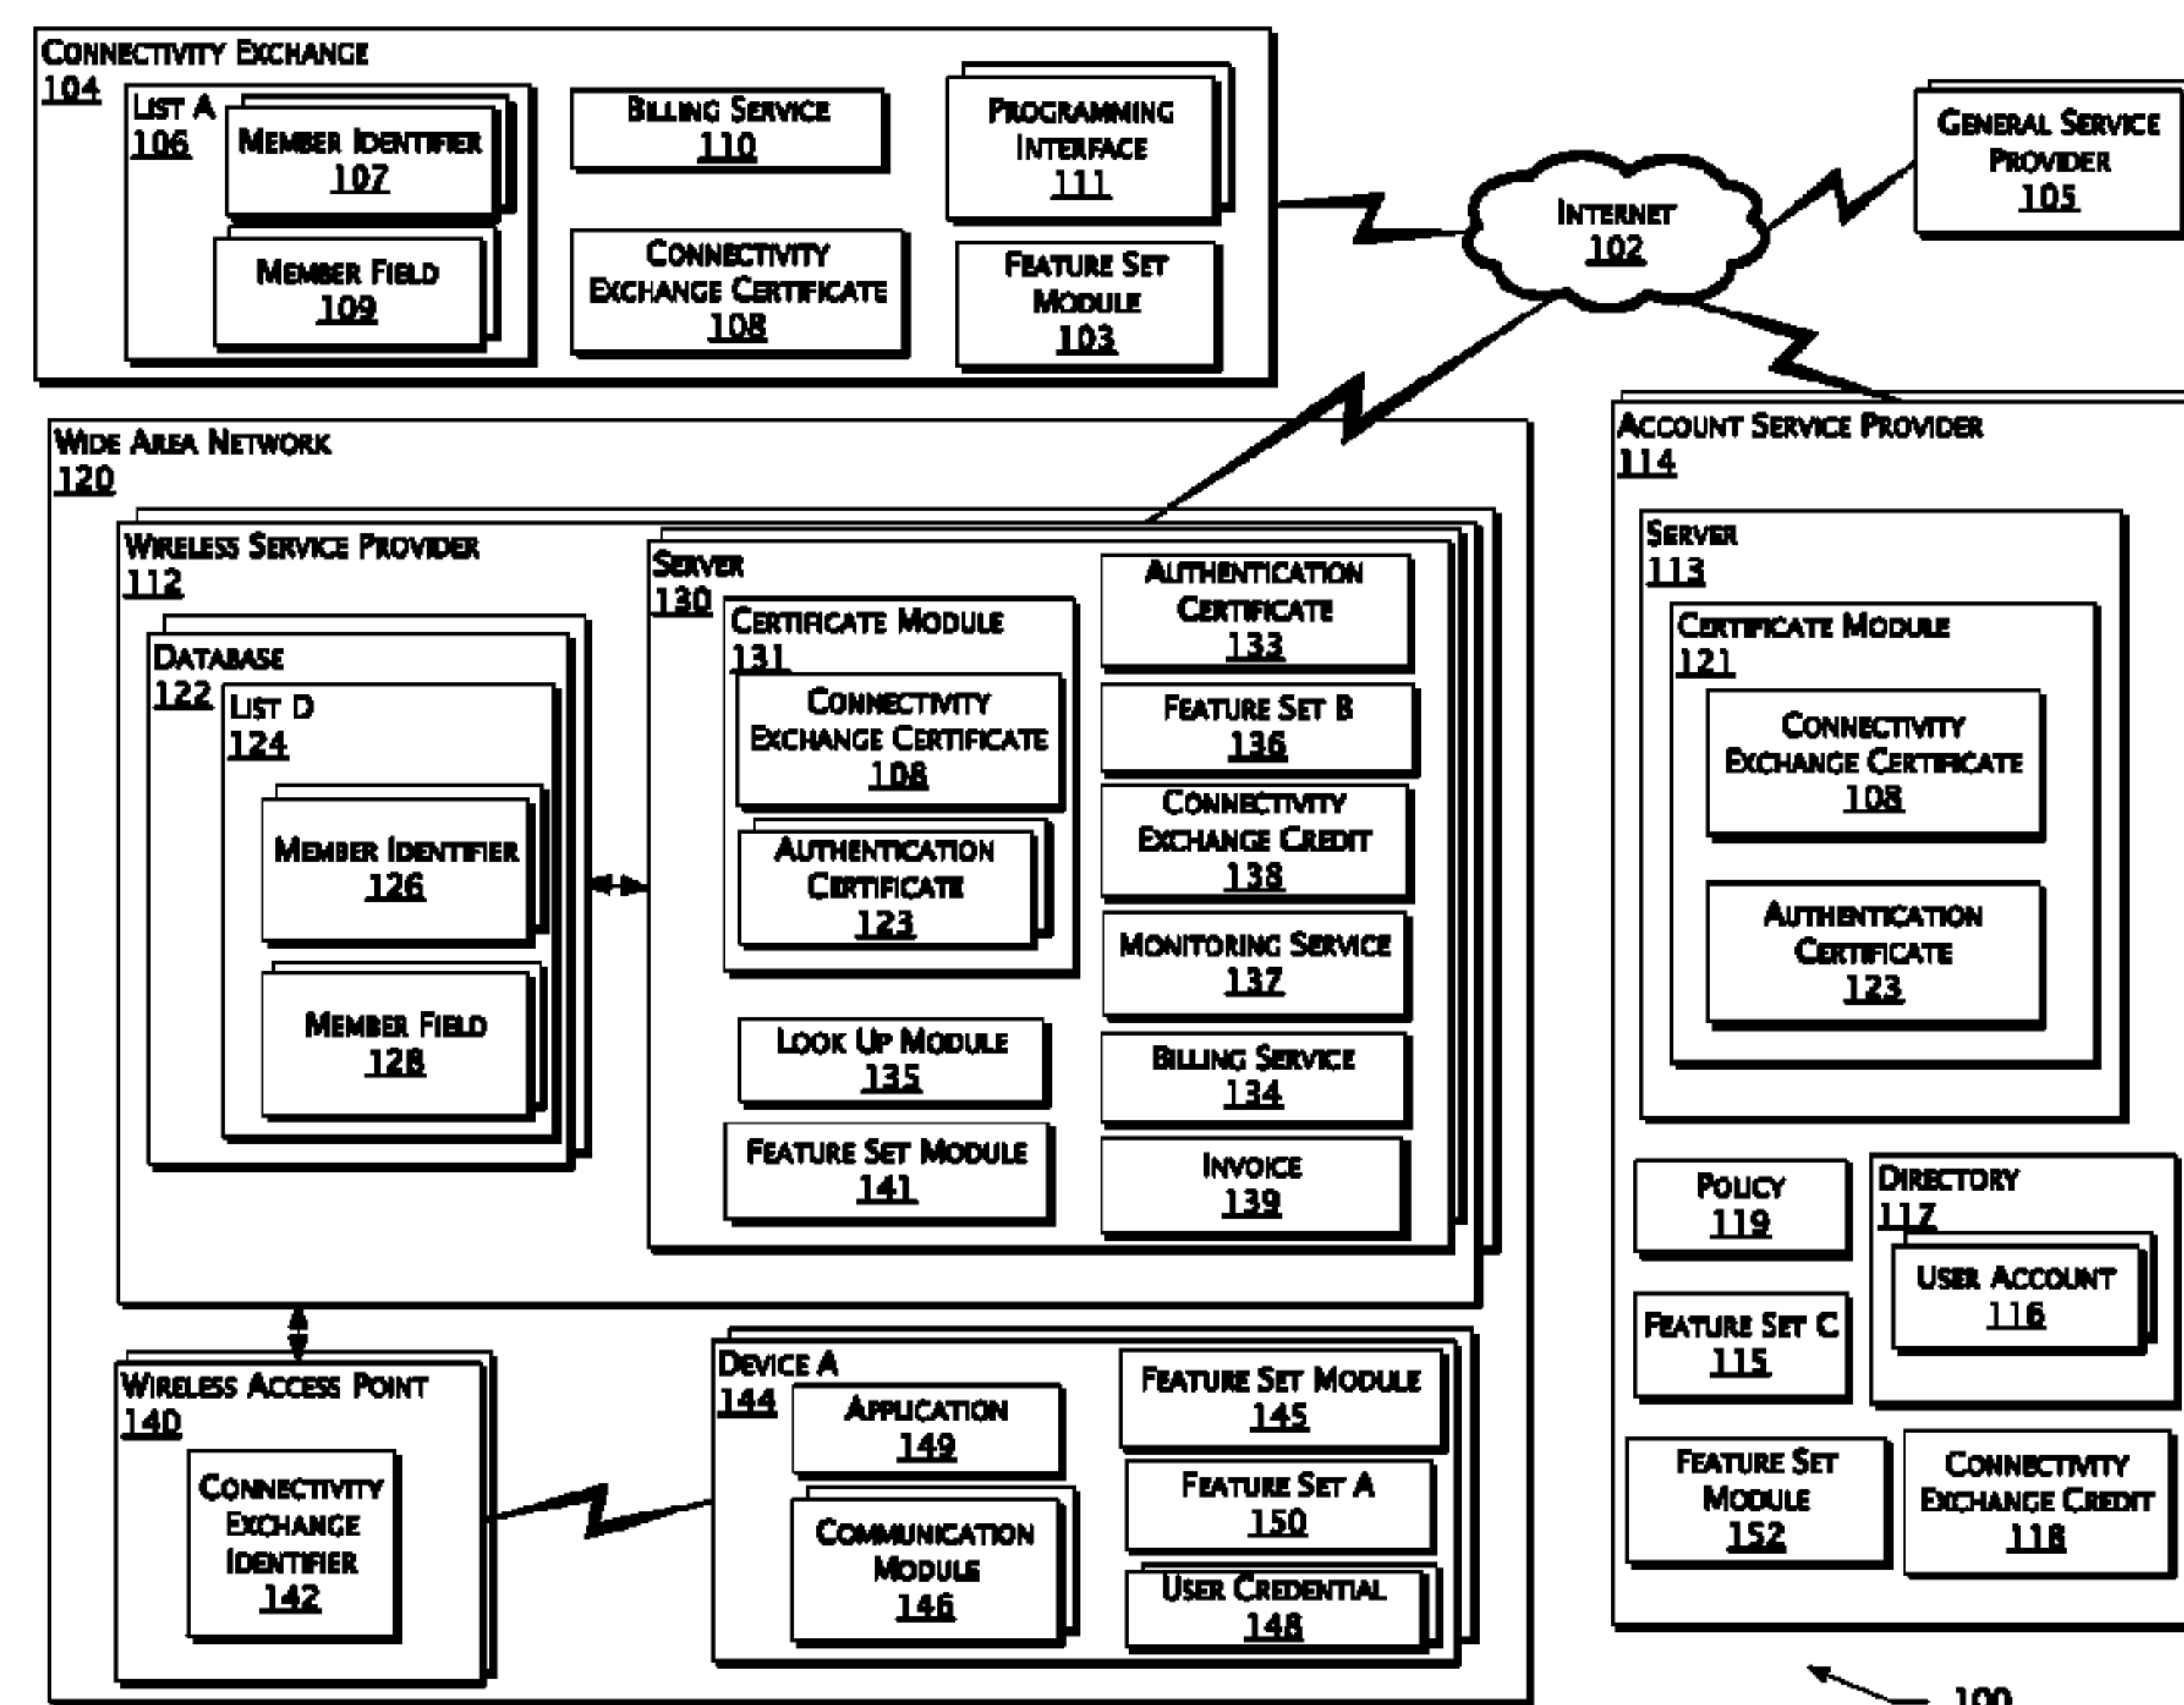 CONNECTIVITY EXCHANGE
104
LIST A
106
MEMBER IDENTIFIER
107
MEMBER FIELD
109
BILLING SERVICE
110
CONNECTIVITY
EXCHANGE CERTIFICATE
108
PROGRAMMING
INTERFACE
111
FEATURE SET
MODULE
103
INTERNET
102
GENERAL SERVICE
PROVIDER
105
WIDE AREA NETWORK
120
WIRELESS SERVICE PROVIDER
112
DATABASE
122
LIST D
124
MEMBER IDENTIFIER
126
MEMBER FIELD
128
SERVER
130
CERTIFICATE MODULE
131
CONNECTIVITY
EXCHANGE CERTIFICATE
108
AUTHENTICATION
CERTIFICATE
123
LOOK UP MODULE
135
FEATURE SET MODULE
141
AUTHENTICATION
CERTIFICATE
133
FEATURE SET B
136
CONNECTIVITY
EXCHANGE CREDIT
138
MONITORING SERVICE
137
BILLING SERVICE
134
INVOICE
139
WIRELESS ACCESS POINT
140
CONNECTIVITY
EXCHANGE
IDENTIFIER
142
DEVICE A
144
APPLICATION
149
COMMUNICATION
MODULE
146
FEATURE SET MODULE
145
FEATURE SET A
150
USER CREDENTIAL
148
ACCOUNT SERVICE PROVIDER
114
SERVER
113
CERTIFICATE MODULE
121
CONNECTIVITY
EXCHANGE CERTIFICATE
108
AUTHENTICATION
CERTIFICATE
123
POLICY
119
DIRECTORY
117
USER ACCOUNT
116
FEATURE SET C
115
FEATURE SET
MODULE
152
CONNECTIVITY
EXCHANGE CREDIT
118
100